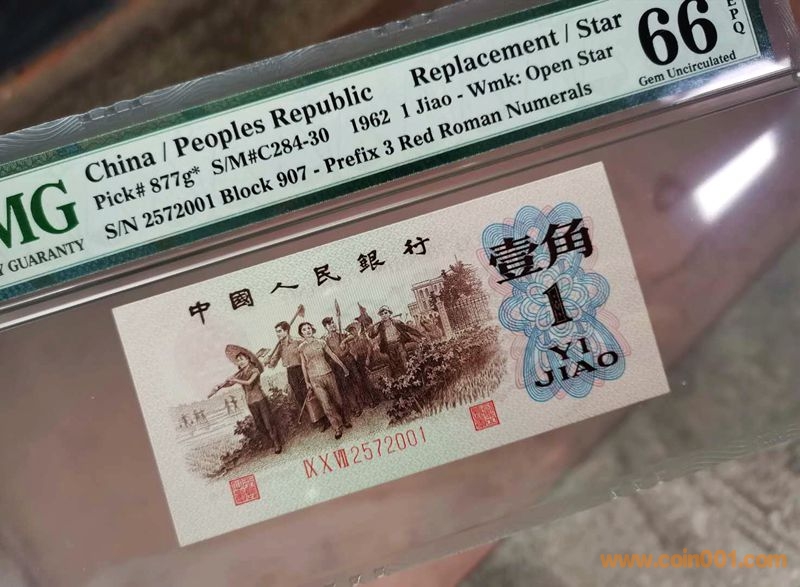 China / Peoples Republic Replacement / Star
Pick# 877g* S/M#C284-30 1962 1 Jiao - Wmk: Open Star
S/N 2572001 Block 907 - Prefix 3 Red Roman Numerals
66 EPQ
Gem Uncirculated
MG
Y GUARANTY
中國人民銀行
壹角
1
YI
JIAO
IX X VII 2572001
www.coin001.com